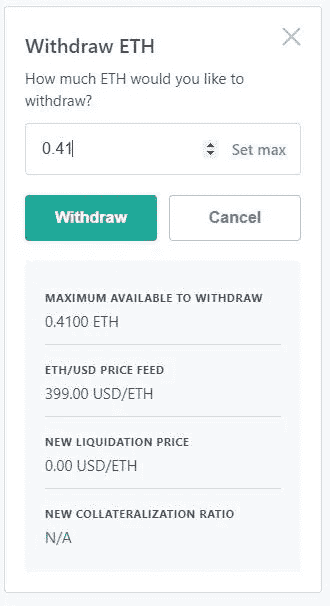 Withdraw ETH
How much ETH would you like to
withdraw?
0.41
Set max
Withdraw
Cancel
MAXIMUM AVAILABLE TO WITHDRAW
0.4100 ETH
ETH/USD PRICE FEED
399.00 USD/ETH
NEW LIQUIDATION PRICE
0.00 USD/ETH
NEW COLLATERALIZATION RATIO
N/A